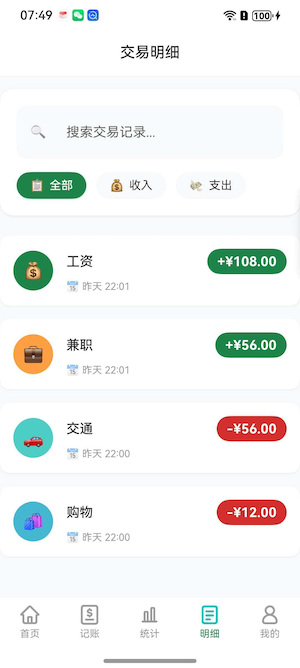 07:49
100
交易明细
搜索交易记录...
全部
收入
支出
工资
+¥108.00
昨天 22:01
兼职
+¥56.00
昨天 22:01
交通
-¥56.00
昨天 22:00
购物
-¥12.00
昨天 22:00
首页
记账
统计
明细
我的